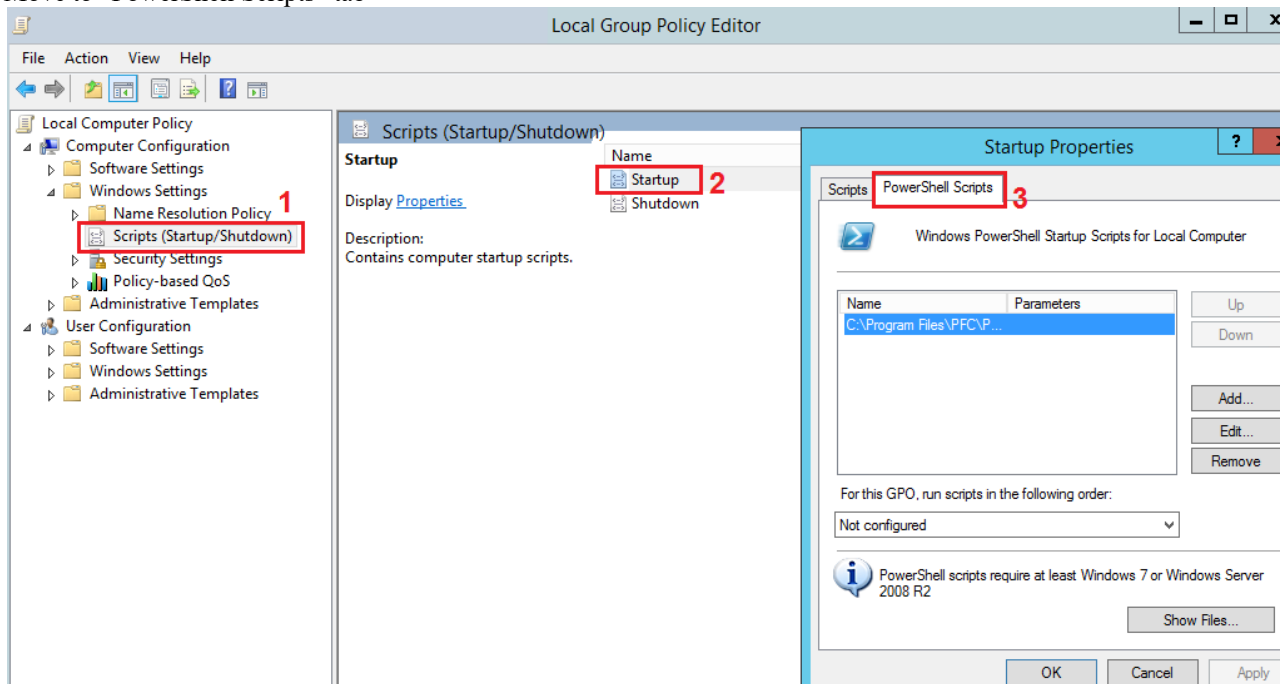 Move to "PowerShell Scripts" tab
Local Group Policy Editor
File Action View Help
Local Computer Policy
Computer Configuration
Software Settings
Windows Settings
Name Resolution Policy
1
Scripts (Startup/Shutdown)
Security Settings
Policy-based QoS
Administrative Templates
User Configuration
Software Settings
Windows Settings
Administrative Templates
Scripts (Startup/Shutdown)
Startup
Display Properties
Description:
Contains computer startup scripts.
Name
Startup 2
Shutdown
Startup Properties
? x
Scripts PowerShell Scripts 3
Windows PowerShell Startup Scripts for Local Computer
Name Parameters
C:\Program Files\PFC\P...
Up
Down
Add...
Edit...
Remove
For this GPO, run scripts in the following order:
Not configured
PowerShell scripts require at least Windows 7 or Windows Server
2008 R2
Show Files...
OK Cancel Apply